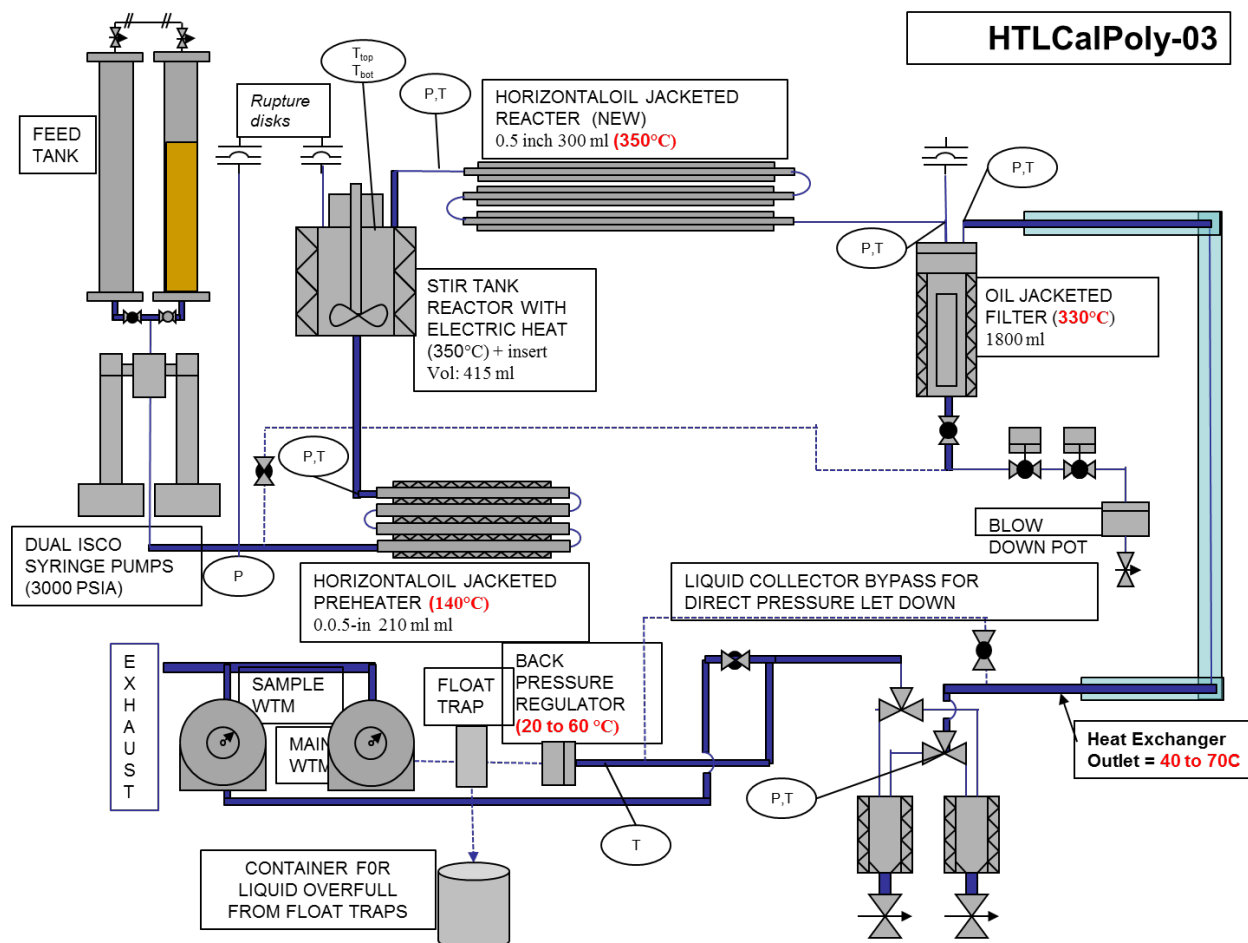 HTLCalPoly-03
T top
T bot
P,T
HORIZONTALOIL JACKETED
REACTER (NEW)
0.5 inch 300 ml (350°C)
Rupture
disks
FEED
TANK
P,T
P,T
STIR TANK
REACTOR WITH
ELECTRIC HEAT
(350°C) + insert
Vol: 415 ml
OIL JACKETED
FILTER (330°C)
1800 ml
P,T
BLOW
DOWN POT
DUAL ISCO
SYRINGE PUMPS
(3000 PSIA)
P
HORIZONTALOIL JACKETED
PREHEATER (140°C)
0.0.5-in 210 ml ml
LIQUID COLLECTOR BYPASS FOR
DIRECT PRESSURE LET DOWN
EXHAUST
SAMPLE
WTM
MAIN
WTM
FLOAT
TRAP
BACK
PRESSURE
REGULATOR
(20 to 60 °C)
Heat Exchanger
Outlet = 40 to 70C
P,T
T
CONTAINER F0R
LIQUID OVERFULL
FROM FLOAT TRAPS